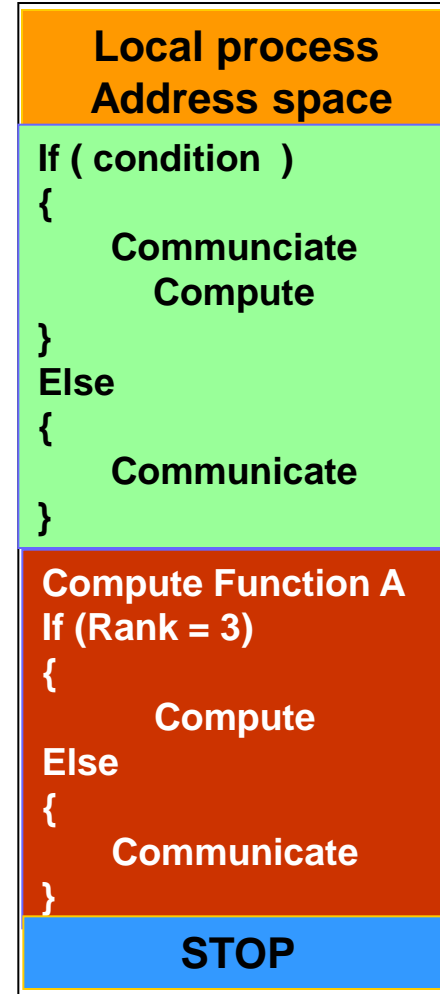 Local process
Address space
If ( condition )
{
Communciate
Compute
}
Else
{
Communicate
}
Compute Function A
If (Rank = 3)
{
Compute
Else
{
Communicate
}
STOP